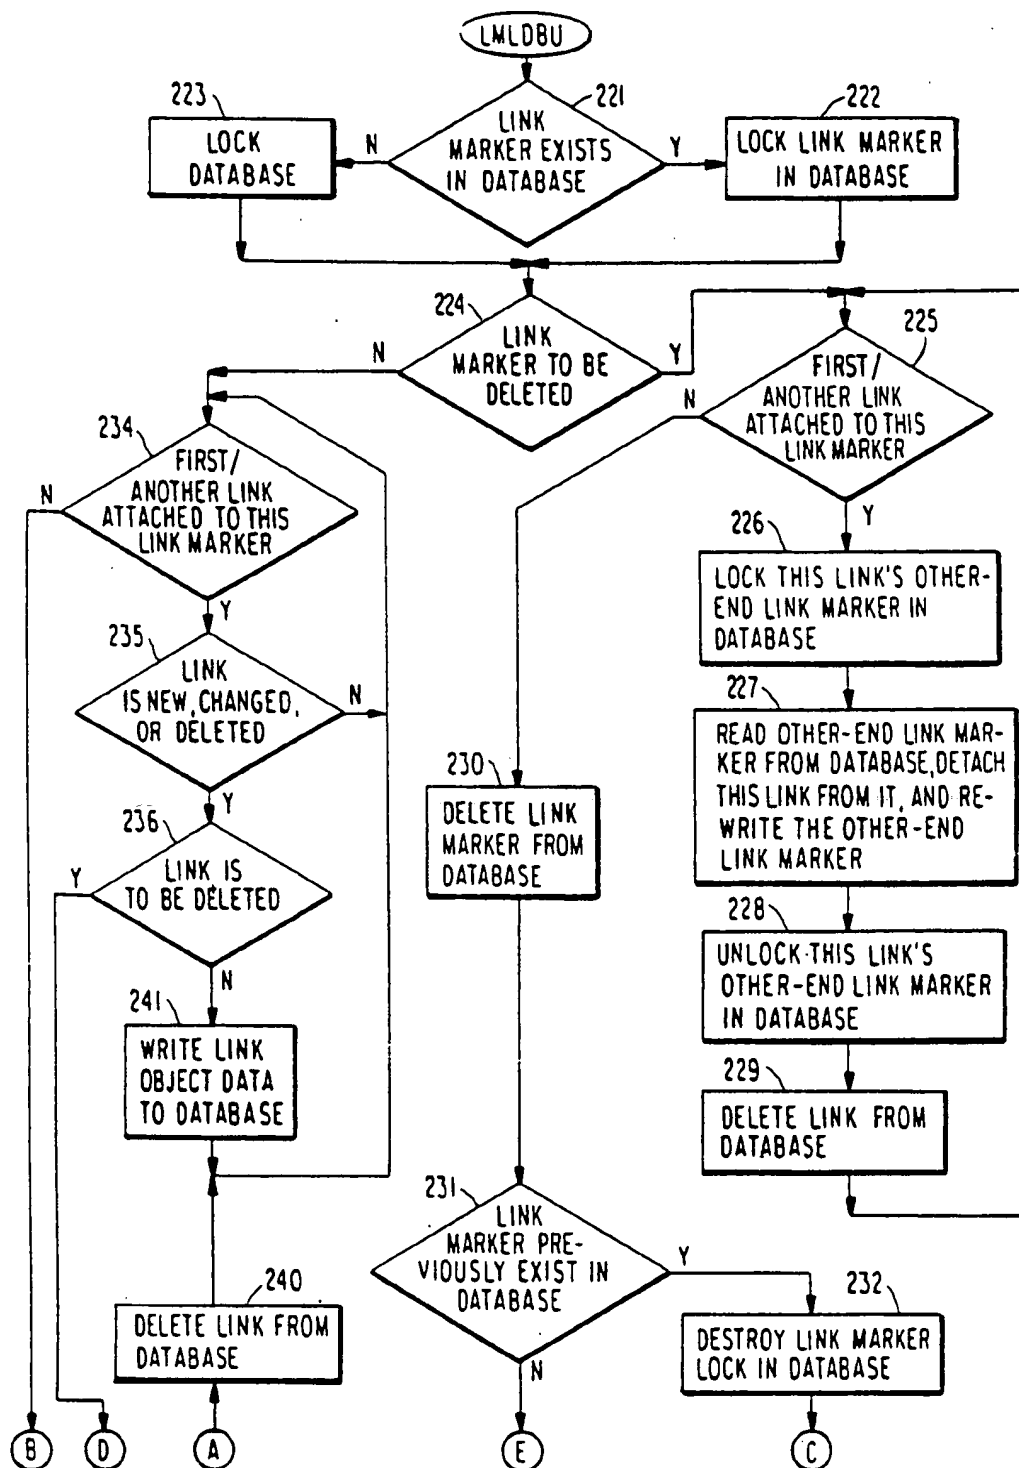 LMLDBU
223
221
222
LOCK
DATABASE
N
LINK
MARKER EXISTS
IN DATABASE
Y
LOCK LINK MARKER
IN DATABASE
224
LINK
MARKER TO BE
DELETED
N
Y
225
FIRST/
ANOTHER LINK
ATTACHED TO THIS
LINK MARKER
N
Y
234
FIRST/
ANOTHER LINK
ATTACHED TO THIS
LINK MARKER
N
Y
226
LOCK THIS LINK'S OTHER-
END LINK MARKER IN
DATABASE
235
LINK
IS NEW, CHANGED,
OR DELETED
N
Y
227
READ OTHER-END LINK MAR-
KER FROM DATABASE, DETACH
THIS LINK FROM IT, AND RE-
WRITE THE OTHER-END
LINK MARKER
230
DELETE LINK
MARKER FROM
DATABASE
236
LINK IS
TO BE DELETED
Y
N
228
UNLOCK THIS LINK'S
OTHER-END LINK MARKER
IN DATABASE
241
WRITE LINK
OBJECT DATA
TO DATABASE
229
DELETE LINK FROM
DATABASE
231
LINK
MARKER PRE-
VIOUSLY EXIST IN
DATABASE
Y
N
240
DELETE LINK FROM
DATABASE
232
DESTROY LINK MARKER
LOCK IN DATABASE
B
D
A
E
C